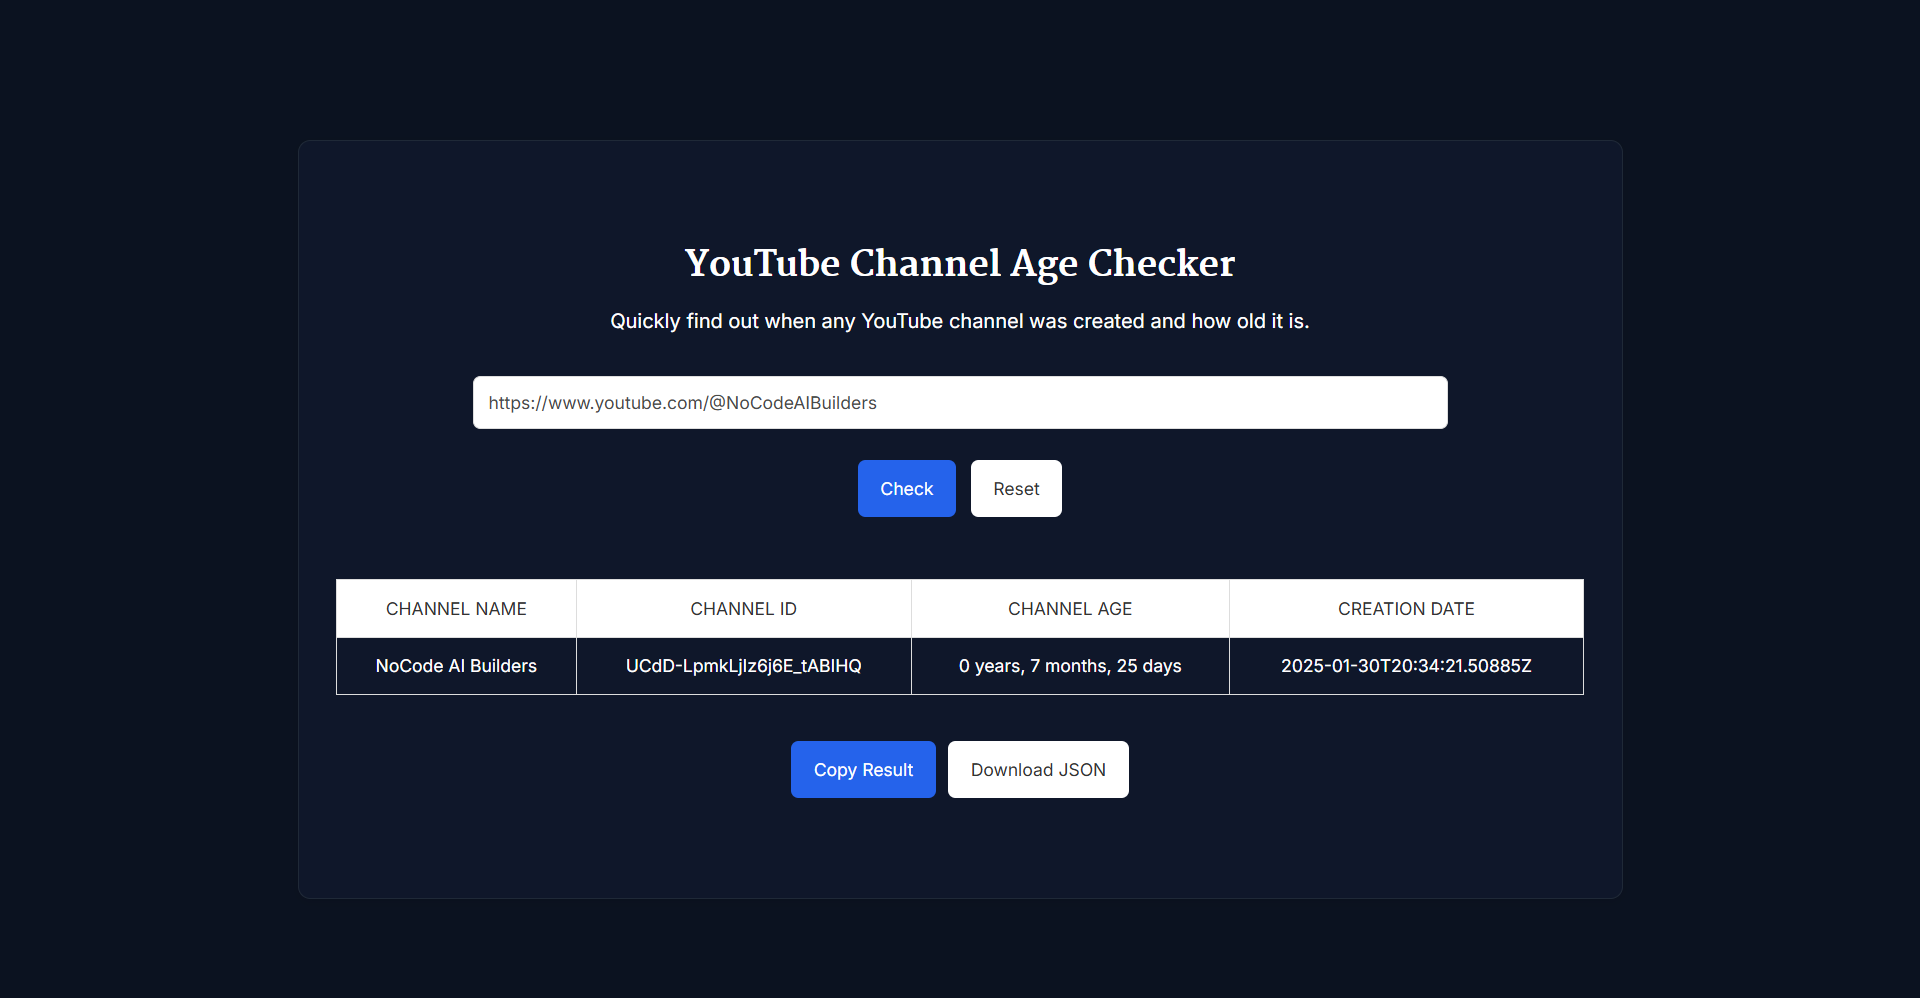 YouTube Channel Age Checker
Quickly find out when any YouTube channel was created and how old it is.
https://www.youtube.com/@NoCodeAIBuilders
Check Reset
CHANNEL NAME CHANNEL ID CHANNEL AGE CREATION DATE
NoCode AI Builders UCdD-LpmkLjIz6j6E_tABIHQ 0 years, 7 months, 25 days 2025-01-30T20:34:21.50885Z
Copy Result Download JSON